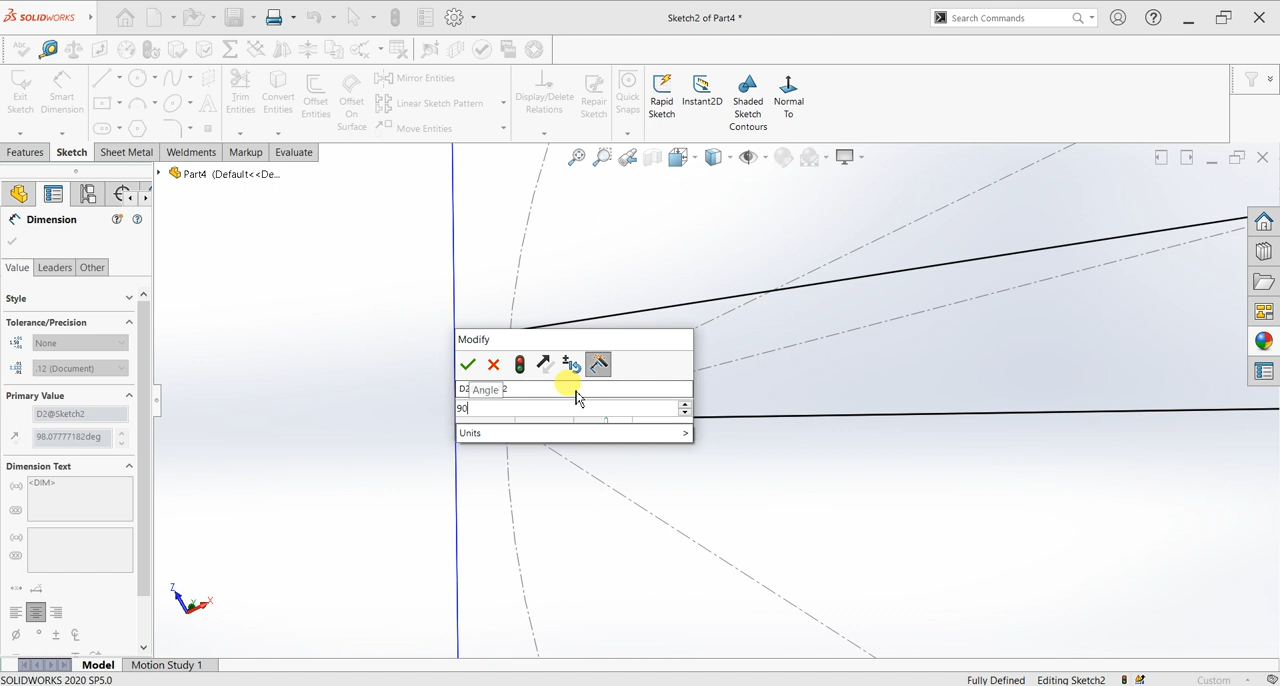 SOLIDWORKS
Sketch2 of Part4 *
Search Commands
Exit Sketch
Smart Dimension
Trim Entities
Convert Entities
Offset Entities
Offset On Surface
Mirror Entities
Linear Sketch Pattern
Move Entities
Display/Delete Relations
Repair Sketch
Quick Snaps
Rapid Sketch
Instant2D
Shaded Sketch Contours
Normal To
Features Sketch Sheet Metal Weldments Markup Evaluate
Part4 (Default<<De...
Dimension
Value Leaders Other
Style
Tolerance/Precision
None
.12 (Document)
Primary Value
D2@Sketch2
98.07777182deg
Dimension Text
<DIM>
Modify
Angle
90
Units >
Z
X
Model Motion Study 1
SOLIDWORKS 2020 SP5.0
Fully Defined Editing Sketch2 Custom